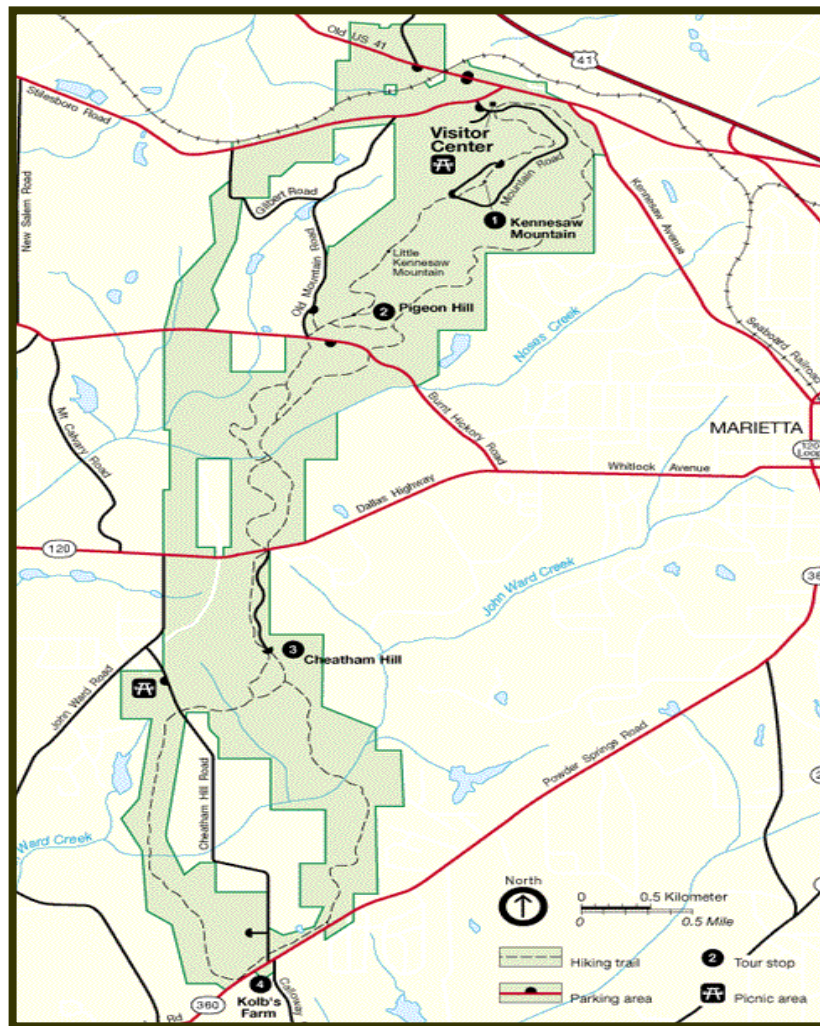 Old US 41
41
Stilesboro Road
Visitor
Center
Mountain Road
New Salem Road
Gilbert Road
Kennesaw Avenue
1
Kennesaw
Mountain
Old Mountain Road
Little
Kennesaw
Mountain
2
Pigeon Hill
Noses Creek
Seaboard Railroad
Mt Calvary Road
Burnt Hickory Road
MARIETTA
120
Loop
Whitlock Avenue
Dallas Highway
120
John Ward Creek
3
Cheatham Hill
John Ward Road
Powder Springs Road
Cheatham Hill Road
Ward Creek
North
0 0.5 Kilometer
0 0.5 Mile
Hiking trail
2
Tour stop
Parking area
Picnic area
4
Kolb's
Farm
Calloway
360
Rd